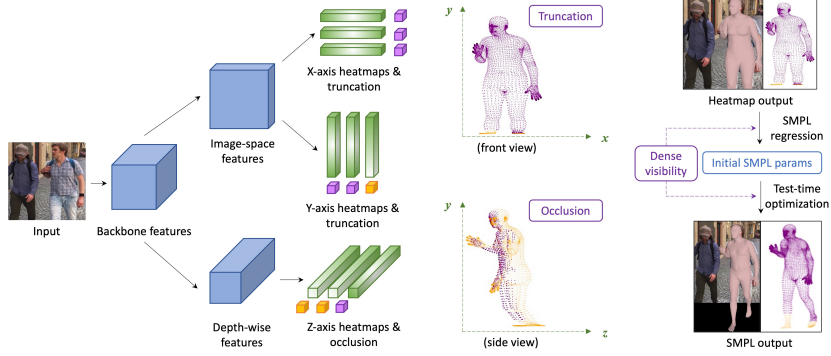 Input
Backbone features
Image-space
features
Depth-wise
features
X-axis heatmaps &
truncation
Y-axis heatmaps &
truncation
Z-axis heatmaps &
occlusion
y
Truncation
x
(front view)
y
Occlusion
z
(side view)
Heatmap output
SMPL
regression
Dense
visibility
Initial SMPL params
Test-time
optimization
SMPL output